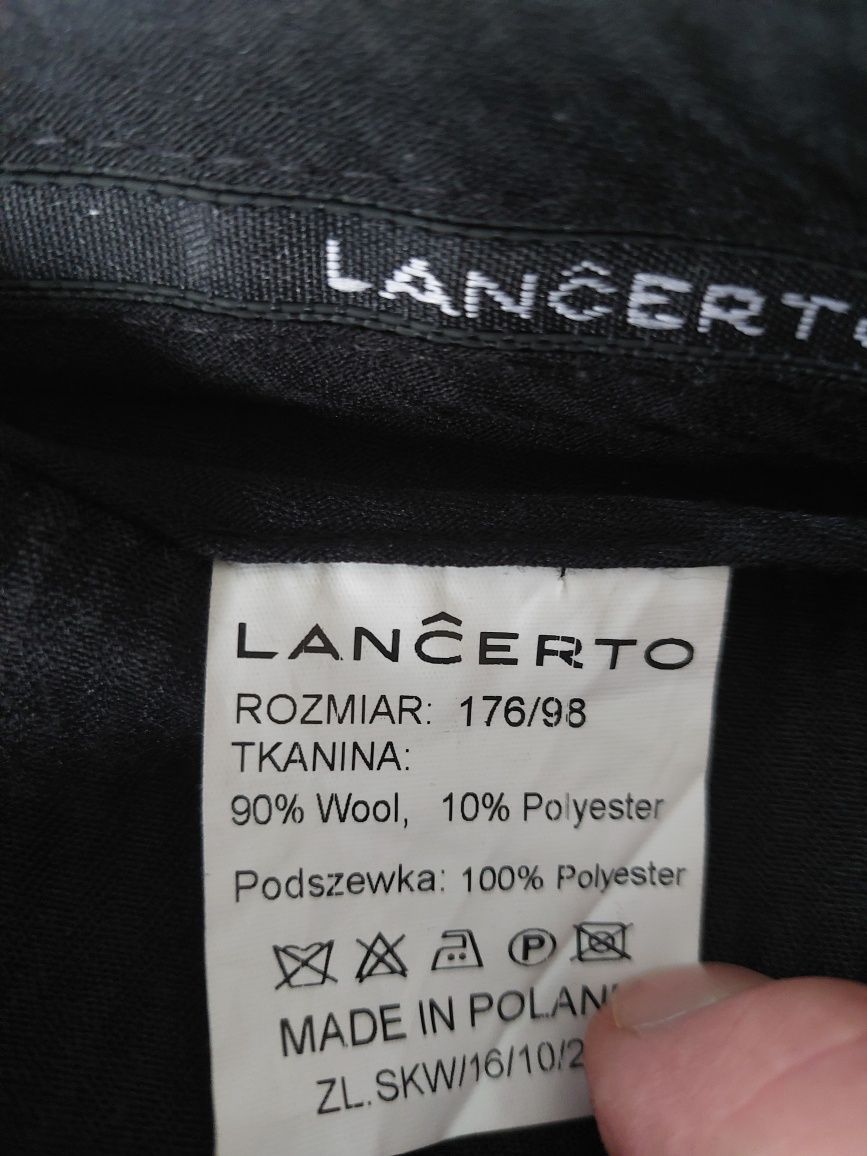 LANĈERTO
LANĈERTO
ROZMIAR: 176/98
TKANINA:
90% Wool, 10% Polyester
Podszewka: 100% Polyester
P
MADE IN POLAN
ZL.SKW/16/10/2